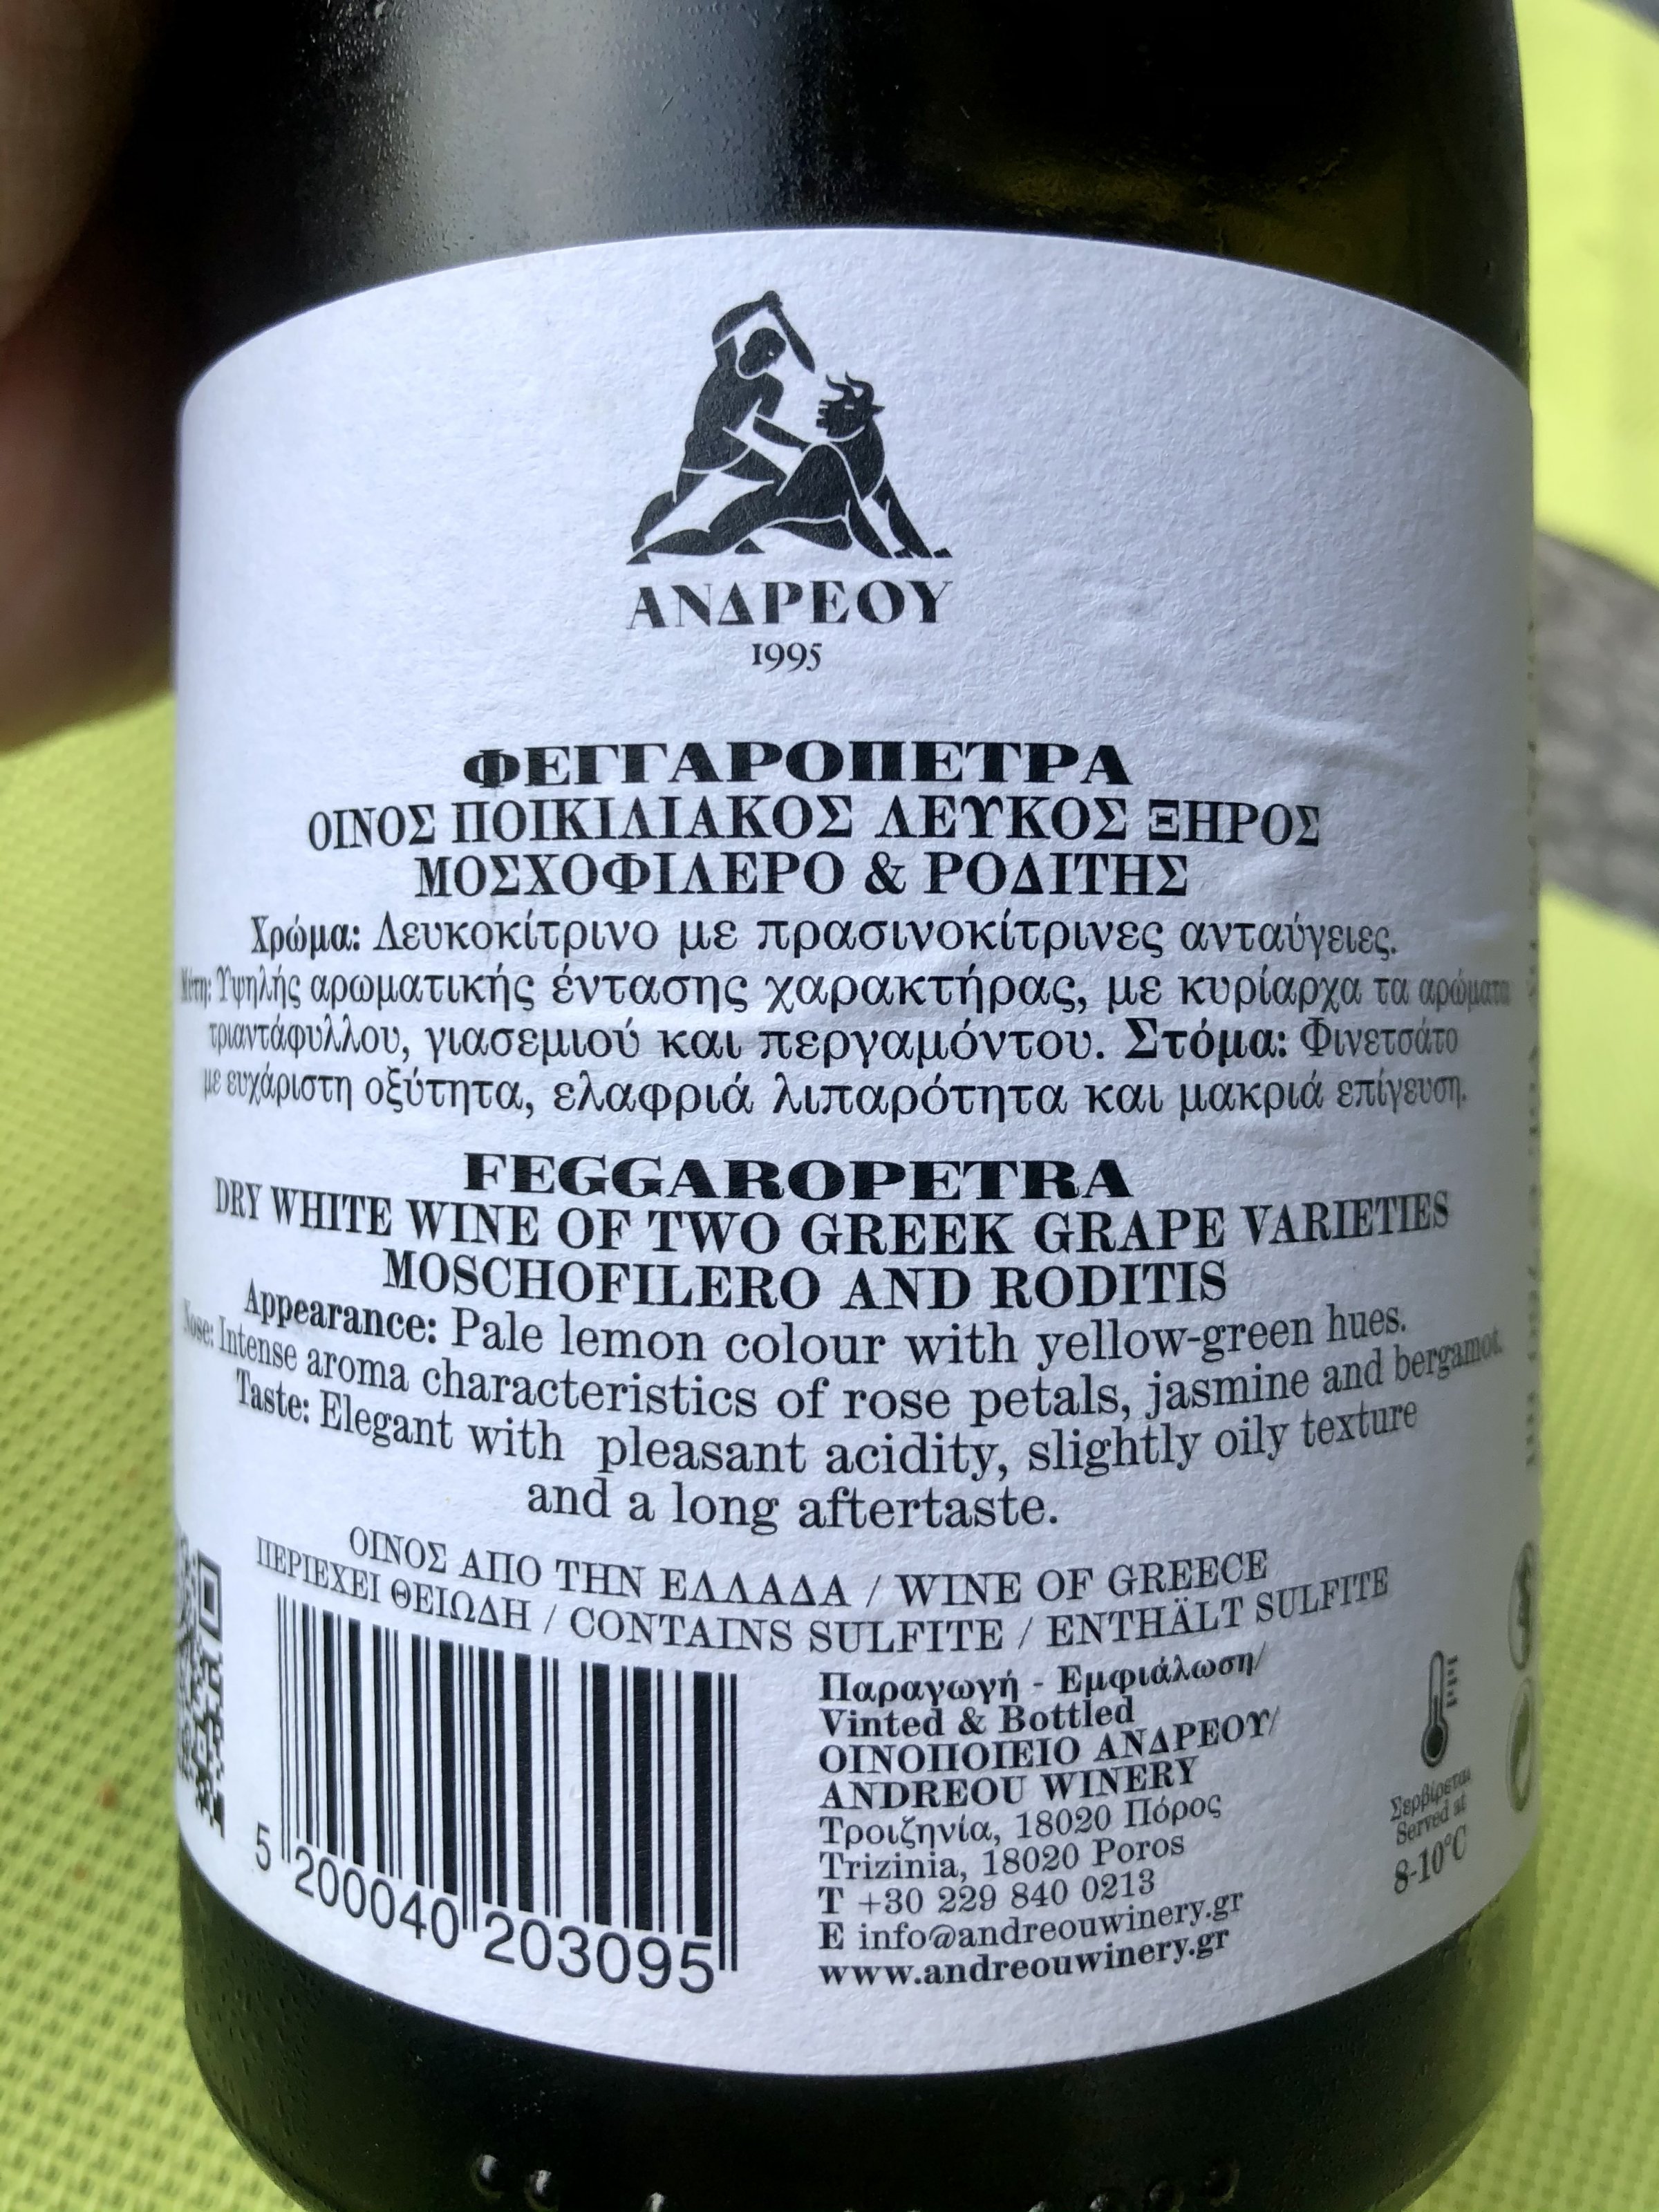 ΑΝΔΡΕΟΥ
1995
ΦΕΓΓΑΡΟΠΕΤΡΑ
ΟΙΝΟΣ ΠΟΙΚΙΛΙΑΚΟΣ ΛΕΥΚΟΣ ΞΗΡΟΣ
ΜΟΣΧΟΦΙΛΕΡΟ & ΡΟΔΙΤΗΣ
Χρώμα: Λευκοκίτρινο με πρασινοκίτρινες ανταύγειες.
Μύτη: Υψηλής αρωματικής έντασης χαρακτήρας, με κυρίαρχα τα αρώματα
τριαντάφυλλου, γιασεμιού και περγαμόντου. Στόμα: Φινετσάτο
με ευχάριστη οξύτητα, ελαφριά λιπαρότητα και μακριά επίγευση.
FEGGAROPETRA
DRY WHITE WINE OF TWO GREEK GRAPE VARIETIES
MOSCHOFILERO AND RODITIS
Appearance: Pale lemon colour with yellow-green hues.
Nose: Intense aroma characteristics of rose petals, jasmine and bergamot.
Taste: Elegant with pleasant acidity, slightly oily texture
and a long aftertaste.
ΟΙΝΟΣ ΑΠΟ ΤΗΝ ΕΛΛΑΔΑ / WINE OF GREECE
ΠΕΡΙΕΧΕΙ ΘΕΙΩΔΗ / CONTAINS SULFITE / ENTHÄLT SULFITE
Παραγωγή - Εμφιάλωση/
Vinted & Bottled
ΟΙΝΟΠΟΙΕΙΟ ΑΝΔΡΕΟΥ/
ANDREOU WINERY
Τροιζηνία, 18020 Πόρος
Trizinia, 18020 Poros
T +30 229 840 0213
E info@andreouwinery.gr
www.andreouwinery.gr
5 200040 203095
Σερβίρεται
Served at
8-10°C